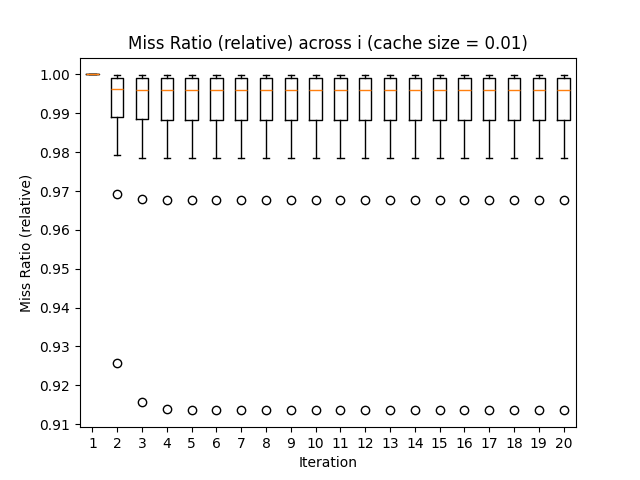 Miss Ratio (relative) across i (cache size = 0.01)
Miss Ratio (relative)
1.00
0.99
0.98
0.97
0.96
0.95
0.94
0.93
0.92
0.91
1 2 3 4 5 6 7 8 9 10 11 12 13 14 15 16 17 18 19 20
Iteration